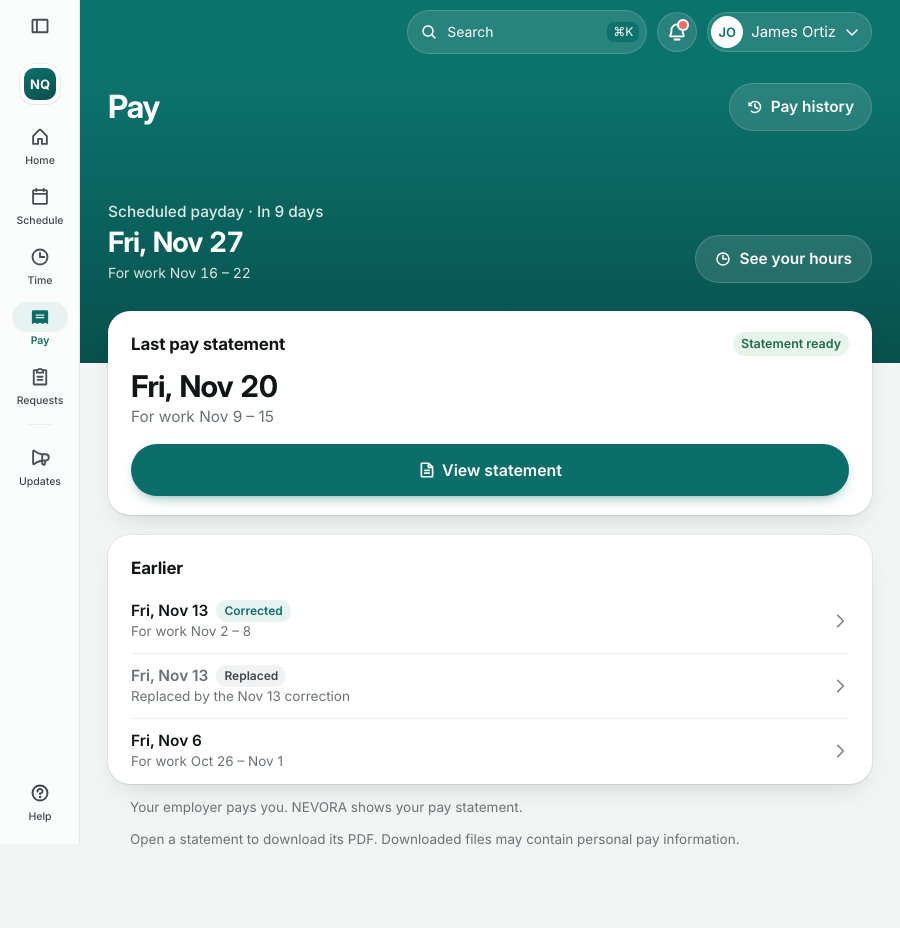 Search
⌘K
JO
James Ortiz
NQ
Home
Schedule
Time
Pay
Requests
Updates
Help
Pay
Pay history
Scheduled payday · In 9 days
Fri, Nov 27
For work Nov 16 – 22
See your hours
Last pay statement
Statement ready
Fri, Nov 20
For work Nov 9 – 15
View statement
Earlier
Fri, Nov 13 Corrected
For work Nov 2 – 8
Fri, Nov 13 Replaced
Replaced by the Nov 13 correction
Fri, Nov 6
For work Oct 26 – Nov 1
Your employer pays you. NEVORA shows your pay statement.
Open a statement to download its PDF. Downloaded files may contain personal pay information.